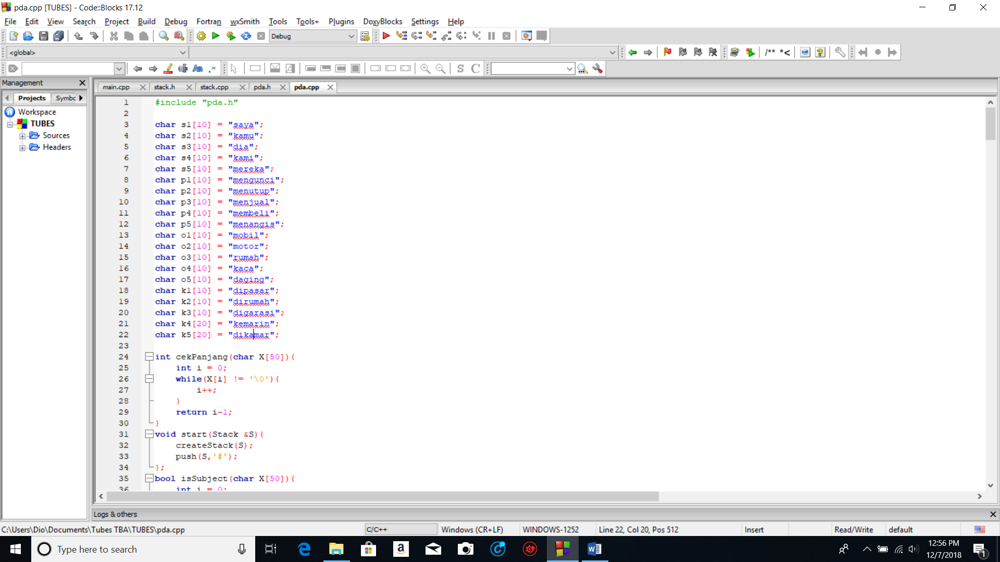 pda.cpp [TUBES] - Code::Blocks 17.12
File Edit View Search Project Build Debug Fortran wxSmith Tools Tools+ Plugins DoxyBlocks Settings Help
Debug
<global>
/** *<
Management
main.cpp stack.h stack.cpp pda.h pda.cpp
Projects Symbc
Workspace
TUBES
Sources
Headers
1 #include "pda.h"
2
3 char s1[10] = "saya";
4 char s2[10] = "kamu";
5 char s3[10] = "dia";
6 char s4[10] = "kami";
7 char s5[10] = "mereka";
8 char p1[10] = "mengunci";
9 char p2[10] = "menutup";
10 char p3[10] = "menjual";
11 char p4[10] = "membeli";
12 char p5[10] = "menangis";
13 char o1[10] = "mobil";
14 char o2[10] = "motor";
15 char o3[10] = "rumah";
16 char o4[10] = "kaca";
17 char o5[10] = "daging";
18 char k1[10] = "dipasar";
19 char k2[10] = "dirumah";
20 char k3[10] = "digarasi";
21 char k4[20] = "kemarin";
22 char k5[20] = "dikamar";
23
24 int cekPanjang(char X[50]){
25 int i = 0;
26 while(X[i] != '\0'){
27 i++;
28 }
29 return i-1;
30 }
31 void start(Stack &S){
32 createStack(S);
33 push(S,'#');
34 };
35 bool isSubject(char X[50]){
36 int i = 0;
Logs & others
C:\Users\Dio\Documents\Tubes TBA\TUBES\pda.cpp C/C++ Windows (CR+LF) WINDOWS-1252 Line 22, Col 20, Pos 512 Insert Read/Write default
Type here to search
12:56 PM
12/7/2018
1